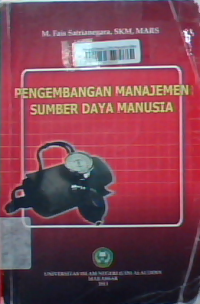 M. Fais Satrianegara, SKM, MARS
PENGEMBANGAN MANAJEMEN
SUMBER DAYA MANUSIA
UNIVERSITAS ISLAM NEGERI (UIN) ALAUDDIN
MAKASSAR